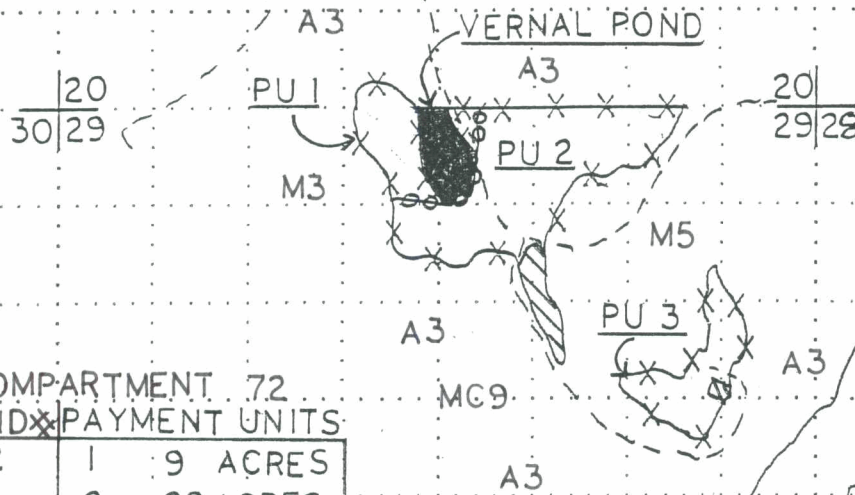 A3
VERNAL POND
A3
20
30 29
PU 1
20
29 28
PU 2
M3
M5
A3
PU 3
A3
MC9
COMPARTMENT 72
PAYMENT UNITS
1 9 ACRES
ACRES
A3